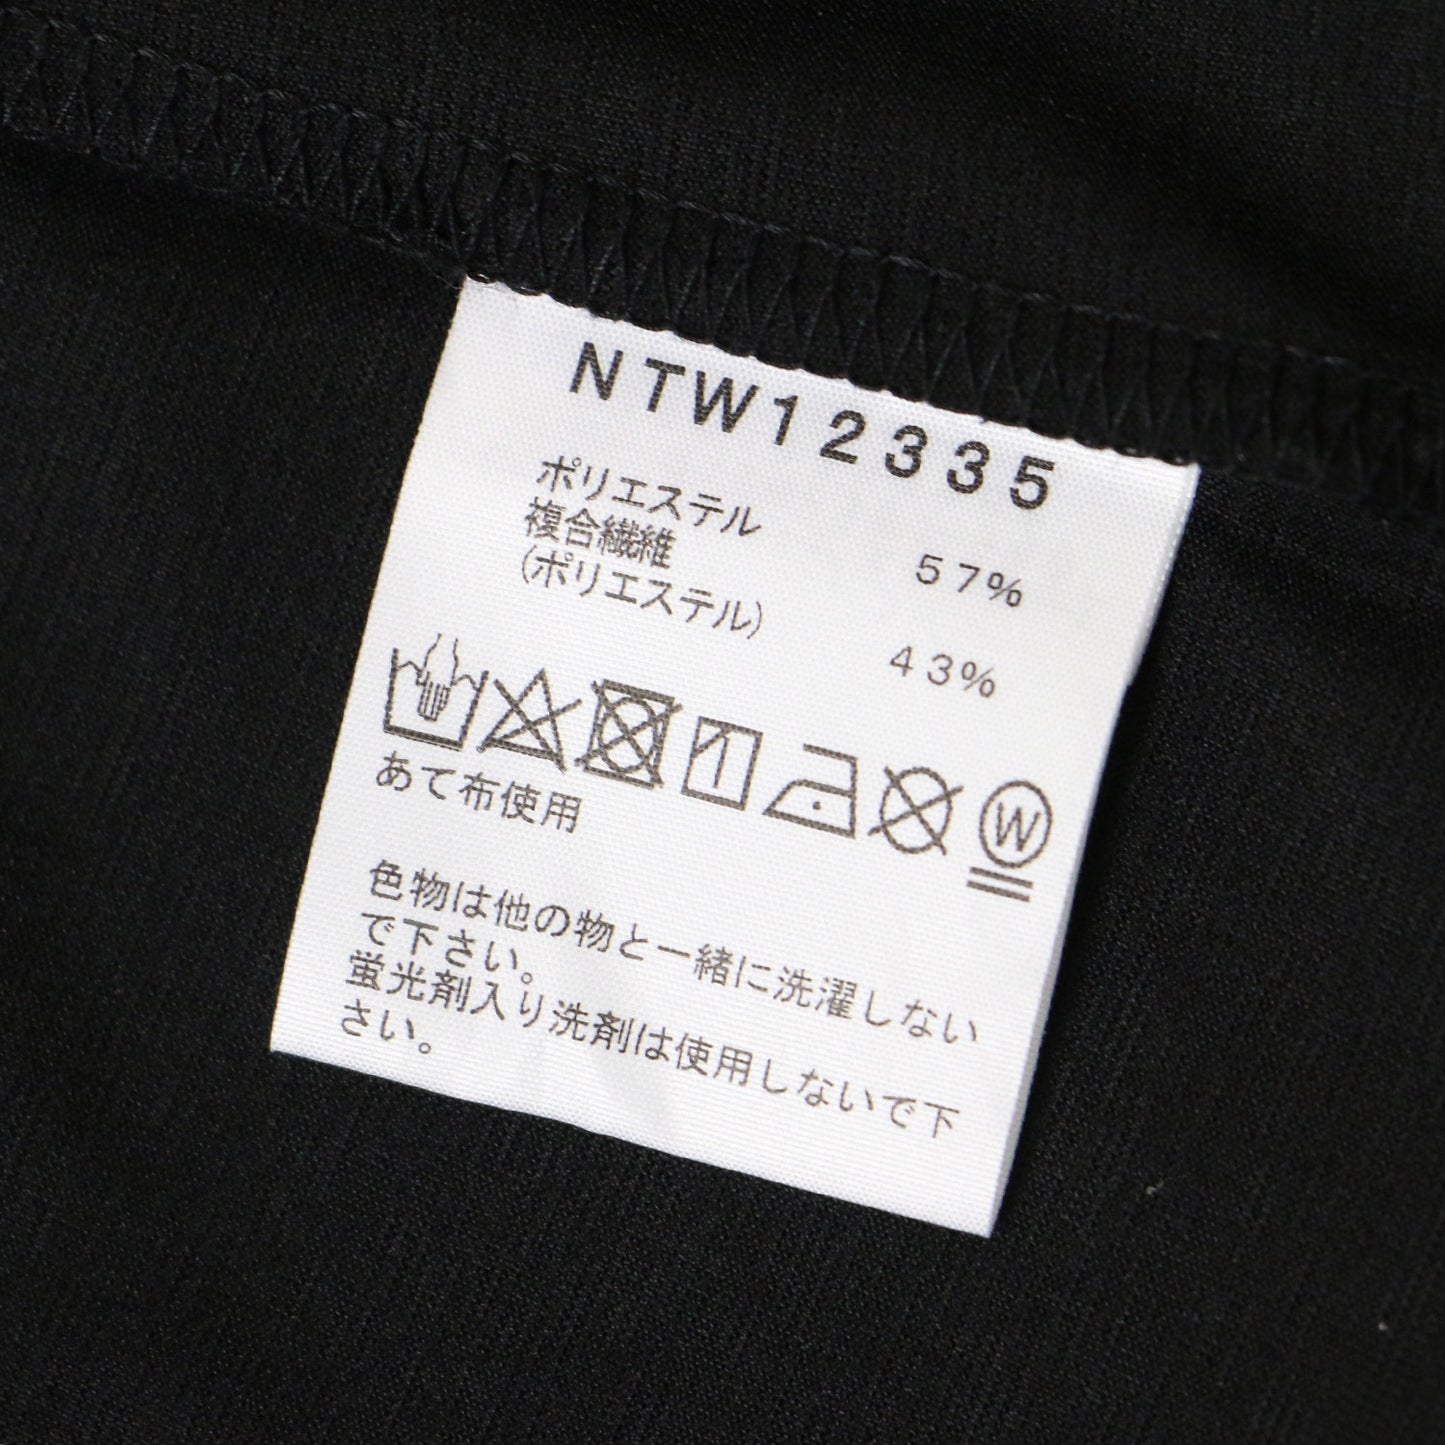 NTW12335
ポリエステル 57%
複合繊維
(ポリエステル) 43%
W
あて布使用
色物は他の物と一緒に洗濯しない
で下さい。
蛍光剤入り洗剤は使用しないで下
さい。